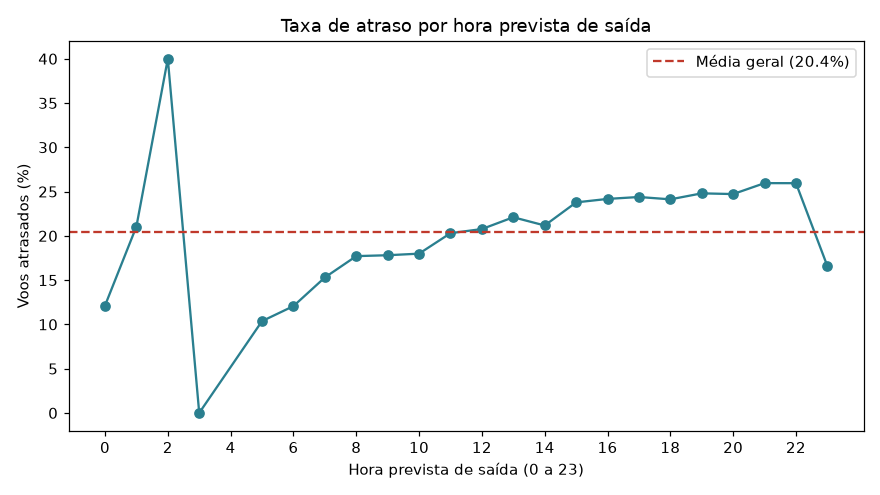 Taxa de atraso por hora prevista de saída
Média geral (20.4%)
Voos atrasados (%)
40
35
30
25
20
15
10
5
0
0 2 4 6 8 10 12 14 16 18 20 22
Hora prevista de saída (0 a 23)